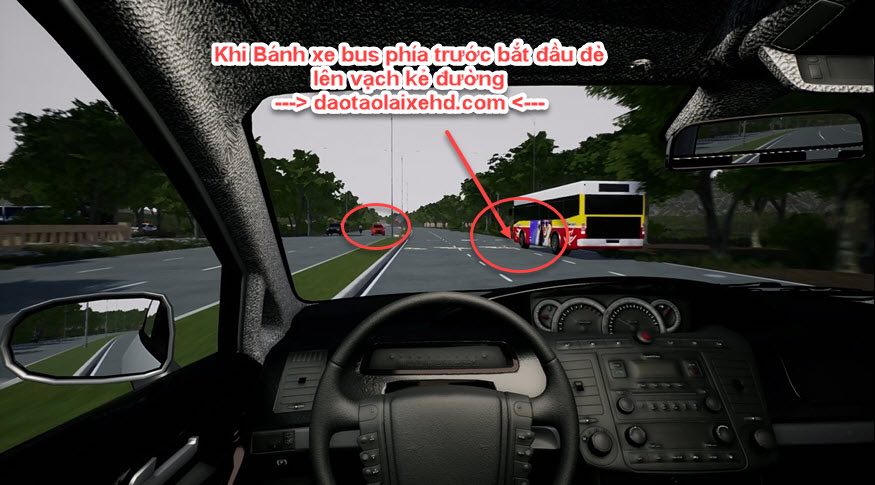 Khi Bánh xe bus phía trước bắt đầu đè
lên vạch kẻ đường
---> daotaolaixehd.com <---